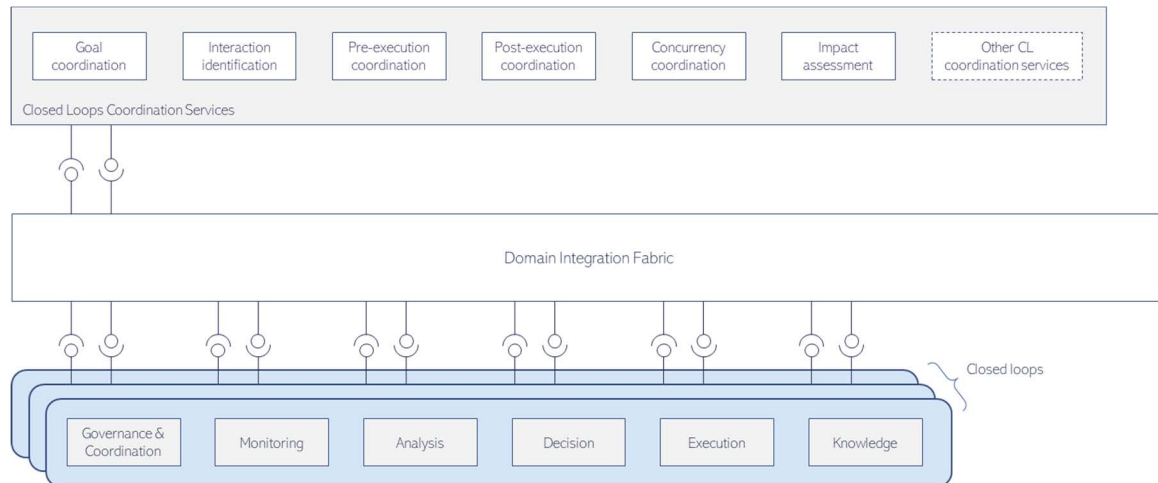 Goal
coordination
Interaction
identification
Pre-execution
coordination
Post-execution
coordination
Concurrency
coordination
Impact
assessment
Other CL
coordination services
Closed Loops Coordination Services
Domain Integration Fabric
Closed loops
Governance &
Coordination
Monitoring
Analysis
Decision
Execution
Knowledge